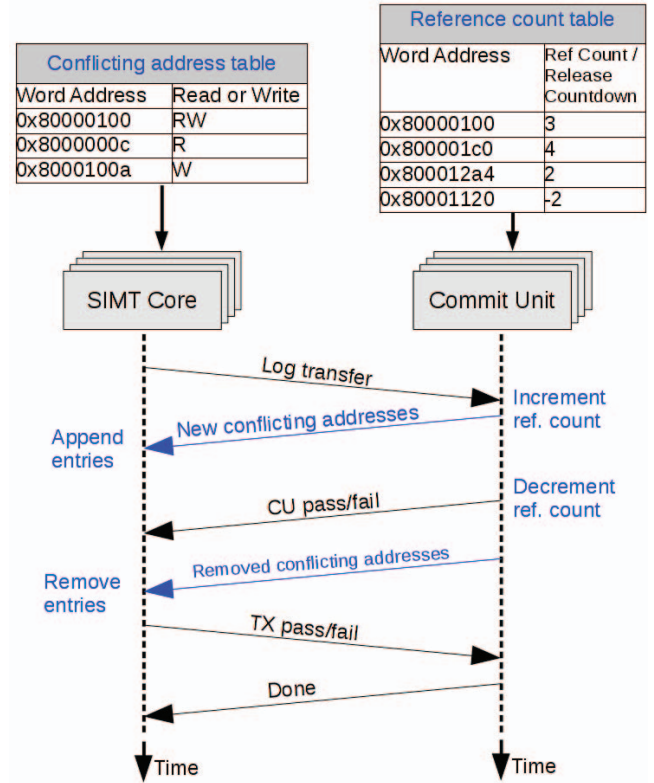 Conflicting address table
Word Address Read or Write
0x80000100 RW
0x8000000c R
0x8000100a W
Reference count table
Word Address Ref Count /
Release
Countdown
0x80000100 3
0x800001c0 4
0x800012a4 2
0x80001120 -2
SIMT Core
Commit Unit
Log transfer
Increment
ref. count
New conflicting addresses
Append
entries
CU pass/fail
Decrement
ref. count
Removed conflicting addresses
Remove
entries
TX pass/fail
Done
Time
Time